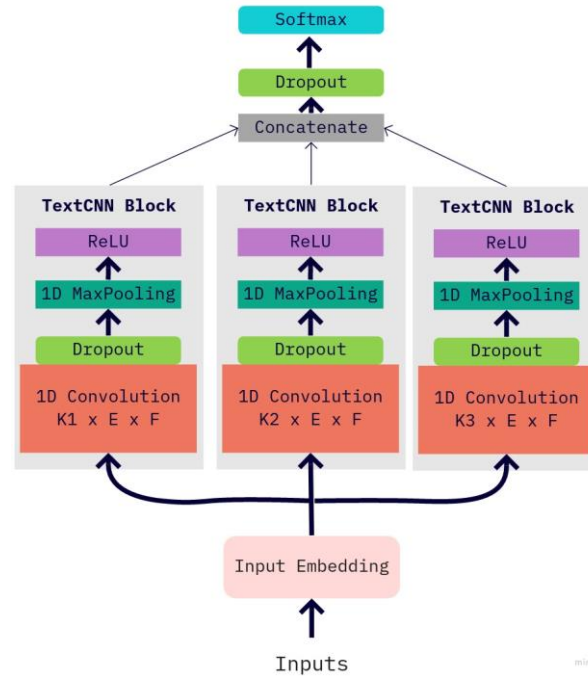 Softmax
Dropout
Concatenate
TextCNN Block
ReLU
1D MaxPooling
Dropout
1D Convolution
K1 x E x F
TextCNN Block
ReLU
1D MaxPooling
Dropout
1D Convolution
K2 x E x F
TextCNN Block
ReLU
1D MaxPooling
Dropout
1D Convolution
K3 x E x F
Input Embedding
Inputs